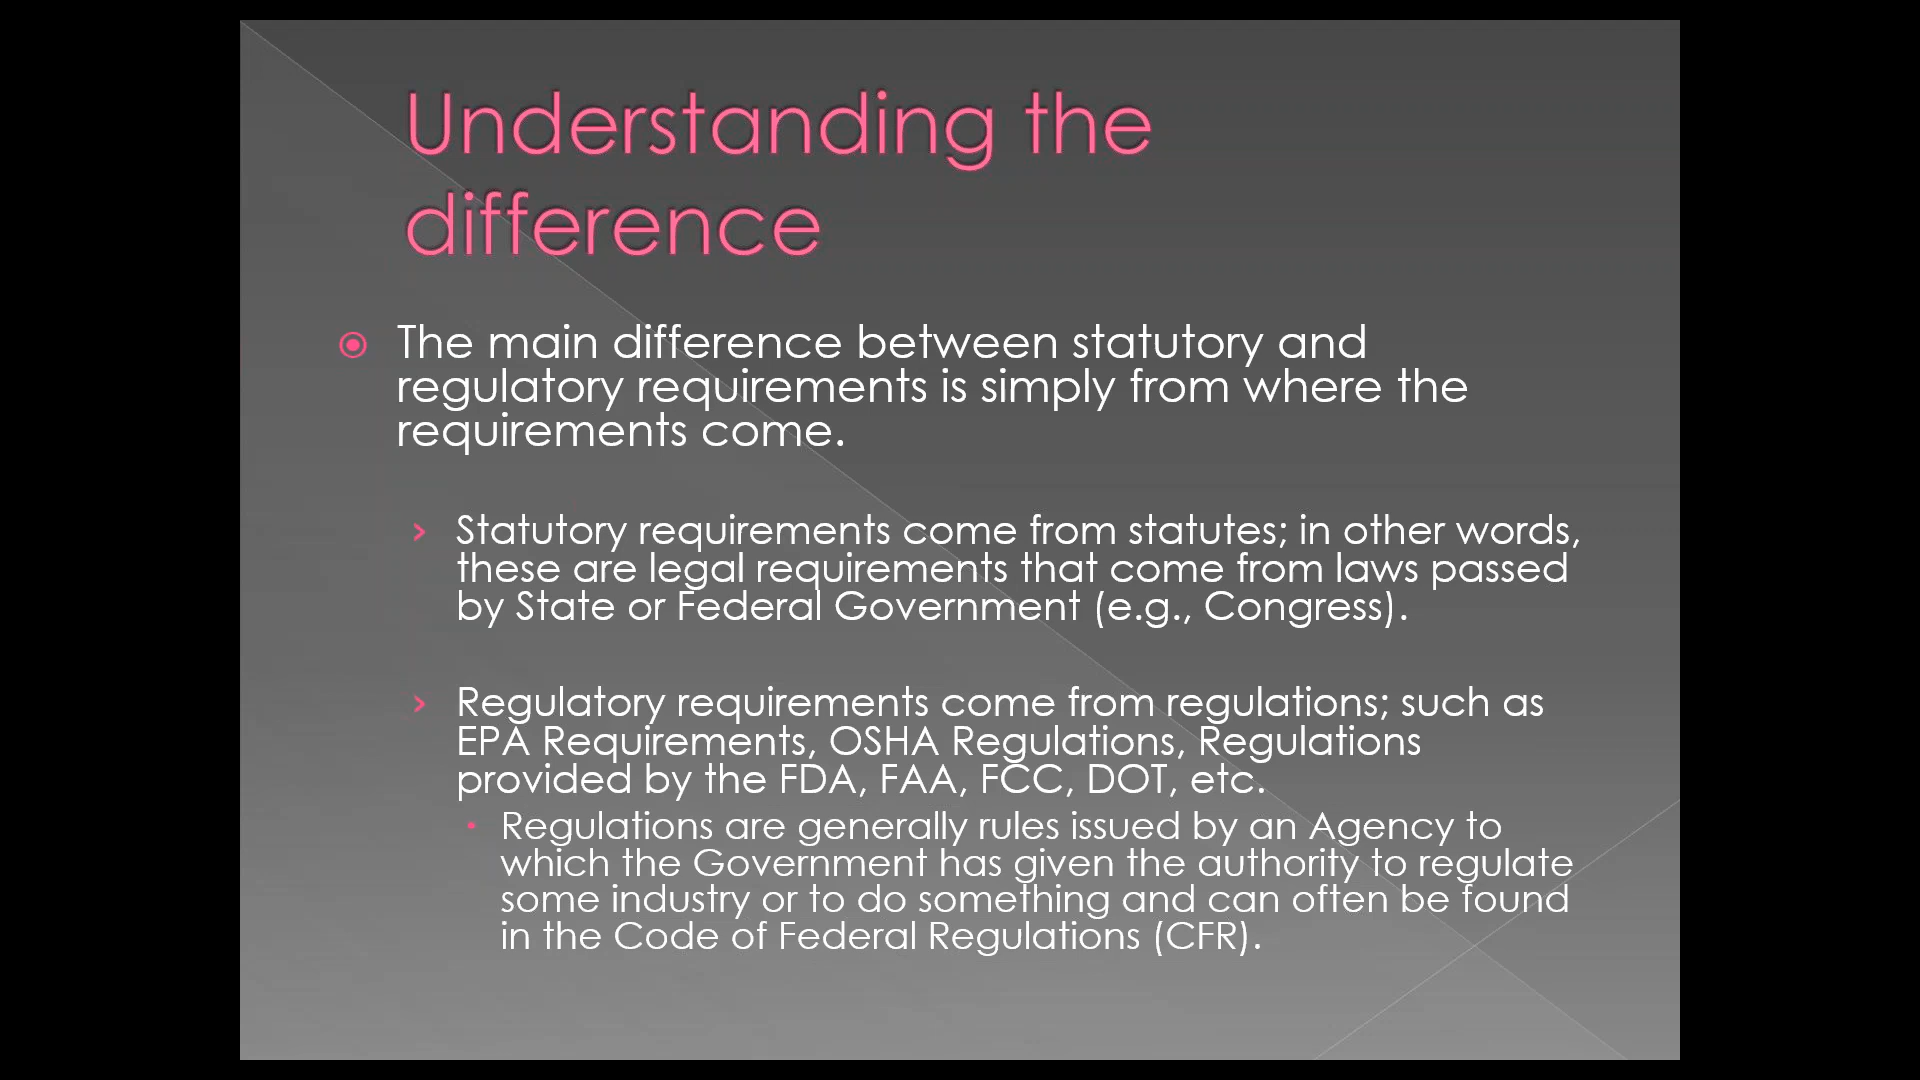 Understanding the
difference
The main difference between statutory and
regulatory requirements is simply from where the
requirements come.
Statutory requirements come from statutes; in other words,
these are legal requirements that come from laws passed
by State or Federal Government (e.g., Congress).
Regulatory requirements come from regulations; such as
EPA Requirements, OSHA Regulations, Regulations
provided by the FDA, FAA, FCC, DOT, etc.
Regulations are generally rules issued by an Agency to
which the Government has given the authority to regulate
some industry or to do something and can often be found
in the Code of Federal Regulations (CFR).